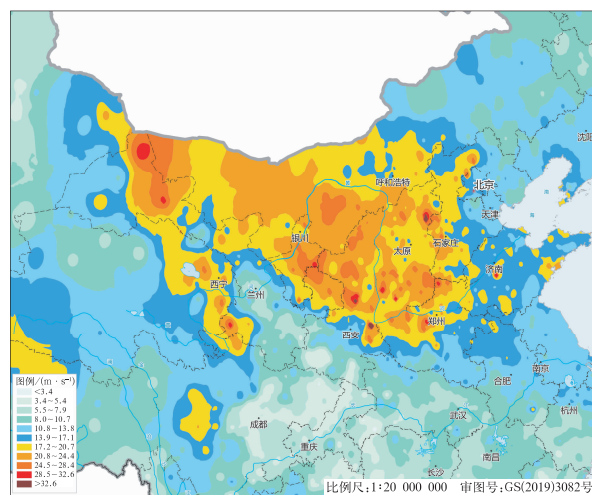 沈阳
呼和浩特
北京
天津
银川
石家庄
太原
济南
西宁
兰州
西安
郑州
南京
合肥
成都
武汉
杭州
重庆
南昌
长沙
图例/(m · s⁻¹)
<3.4
3.4~5.4
5.5~7.9
8.0~10.7
10.8~13.8
13.9~17.1
17.2~20.7
20.8~24.4
24.5~28.4
28.5~32.6
>32.6
比例尺:1:20 000 000 审图号:GS(2019)3082号